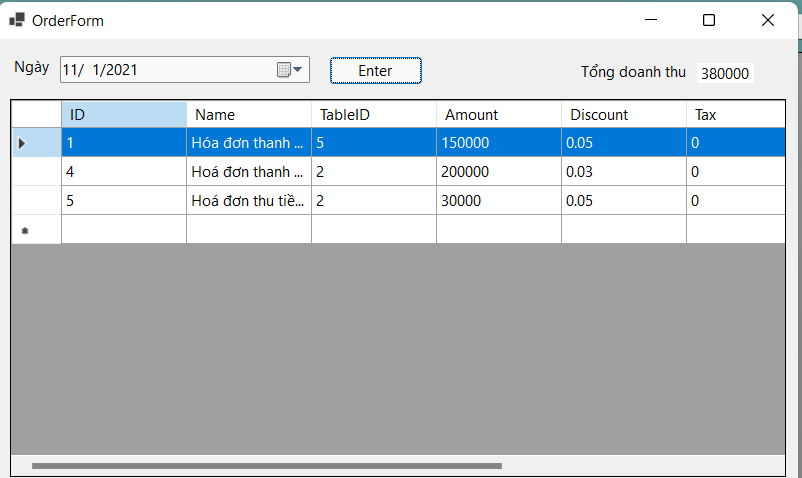 OrderForm
Ngày 11/ 1/2021 Enter Tổng doanh thu 380000
ID Name TableID Amount Discount Tax
1 Hóa đơn thanh ... 5 150000 0.05 0
4 Hoá đơn thanh ... 2 200000 0.03 0
5 Hoá đơn thu tiề... 2 30000 0.05 0